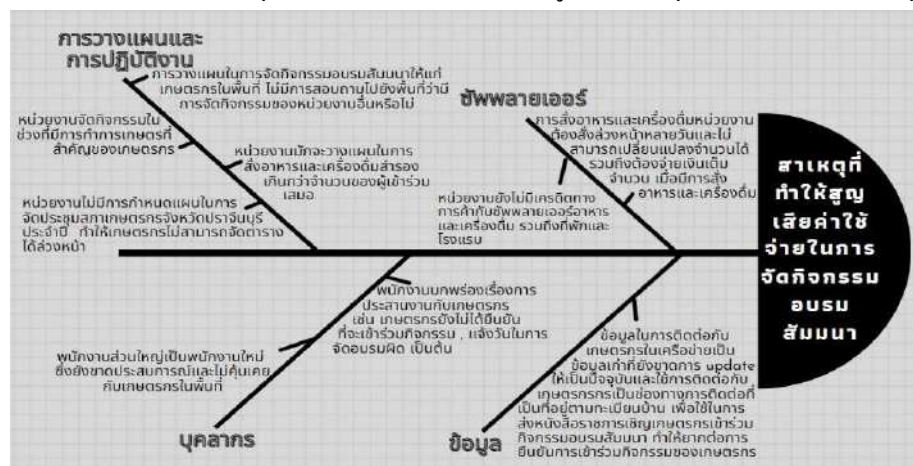 การวางแผนและ
การปฏิบัติงาน
การวางแผนในการจัดกิจกรรมอบรมสัมมนาให้แก่
เกษตรกรในพื้นที่ ไม่มีการสอบถามไปยังพื้นที่ว่ามี
การจัดกิจกรรมของหน่วยงานอื่นหรือไม่
หน่วยงานจัดกิจกรรมใน
ช่วงที่มีการทำการเกษตรที่
สำคัญของเกษตรกร
หน่วยงานมักจะวางแผนในการ
สั่งอาหารและเครื่องดื่มสำรอง
เกินกว่าจำนวนของผู้เข้าร่วม
เสมอ
หน่วยงานไม่มีการกำหนดแผนในการ
จัดประชุมสภาเกษตรกรจังหวัดปราจีนบุรี
ประจำปี ทำให้เกษตรกรไม่สามารถจัดตาราง
ได้ล่วงหน้า
ซัพพลายเออร์
การสั่งอาหารและเครื่องดื่มหน่วยงาน
ต้องสั่งล่วงหน้าหลายวันและไม่
สามารถเปลี่ยนแปลงจำนวนได้
รวมถึงต้องจ่ายเงินเต็ม
จำนวน เมื่อมีการสั่ง
อาหารและเครื่องดื่ม
หน่วยงานยังไม่มีเครดิตทาง
การค้ากับซัพพลายเออร์อาหาร
และเครื่องดื่ม รวมถึงที่พักและ
โรงแรม
สาเหตุที่
ทำให้สูญ
เสียค่าใช้
จ่ายในการ
จัดกิจกรรม
อบรม
สัมมนา
พนักงานบกพร่องเรื่องการ
ประสานงานกับเกษตรกร
เช่น เกษตรกรยังไม่ได้ยืนยัน
ที่จะเข้าร่วมกิจกรรม , แจ้งวันในการ
จัดอบรมผิด เป็นต้น
พนักงานส่วนใหญ่เป็นพนักงานใหม่
ซึ่งยังขาดประสบการณ์และไม่คุ้นเคย
กับเกษตรกรในพื้นที่
บุคลากร
ข้อมูลในการติดต่อกับ
เกษตรกรในเครือข่ายเป็น
ข้อมูลเก่าที่ยังขาดการ update
ให้เป็นปัจจุบันและใช้การติดต่อกับ
เกษตรกรกรเป็นช่องทางการติดต่อที่
เป็นที่อยู่ตามทะเบียนบ้าน เพื่อใช้ในการ
ส่งหนังสือราชการเชิญเกษตรกรเข้าร่วม
กิจกรรมอบรมสัมมนา ทำให้ยากต่อการ
ยืนยันการเข้าร่วมกิจกรรมของเกษตรกร
ข้อมูล